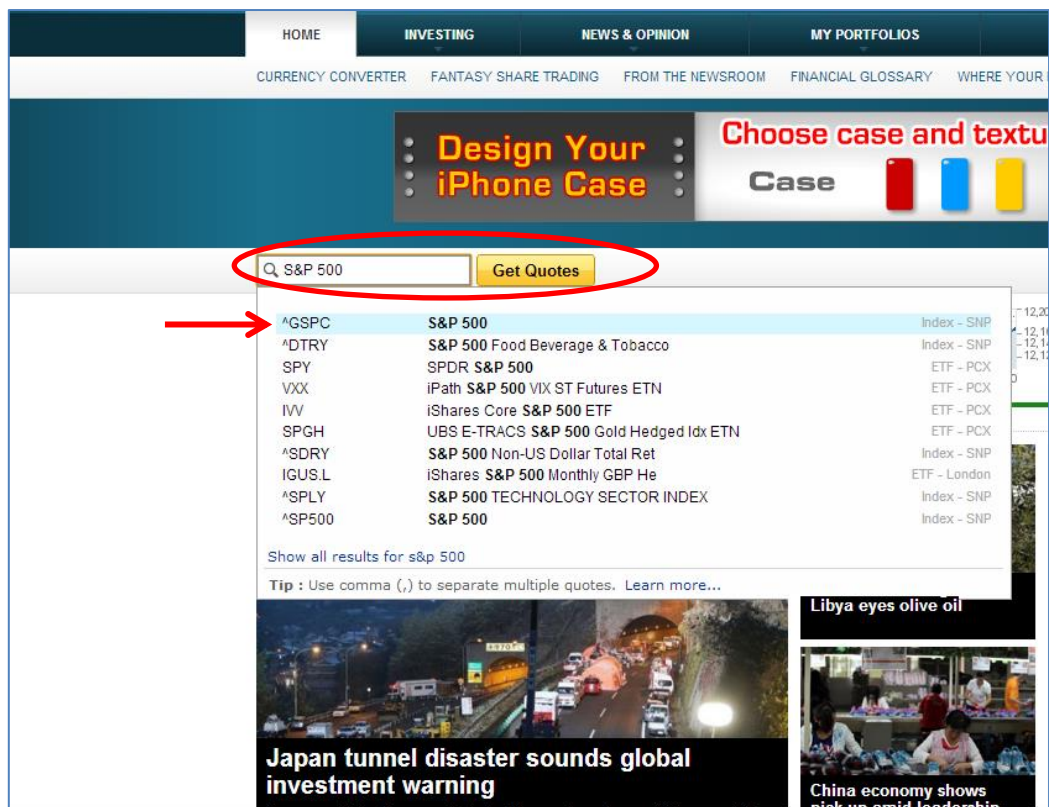 HOME INVESTING NEWS & OPINION MY PORTFOLIOS
CURRENCY CONVERTER FANTASY SHARE TRADING FROM THE NEWSROOM FINANCIAL GLOSSARY WHERE YOUR
Design Your
iPhone Case
Choose case and textu
Case
S&P 500 Get Quotes
^GSPC S&P 500 Index - SNP
^DTRY S&P 500 Food Beverage & Tobacco Index - SNP
SPY SPDR S&P 500 ETF - PCX
VXX iPath S&P 500 VIX ST Futures ETN ETF - PCX
IVV iShares Core S&P 500 ETF ETF - PCX
SPGH UBS E-TRACS S&P 500 Gold Hedged Idx ETN ETF - PCX
^SDRY S&P 500 Non-US Dollar Total Ret Index - SNP
IGUS.L iShares S&P 500 Monthly GBP He ETF - London
^SPLY S&P 500 TECHNOLOGY SECTOR INDEX Index - SNP
^SP500 S&P 500 Index - SNP
Show all results for s&p 500
Tip : Use comma (,) to separate multiple quotes. Learn more...
Libya eyes olive oil
Japan tunnel disaster sounds global
investment warning
China economy shows
pick up amid leadership